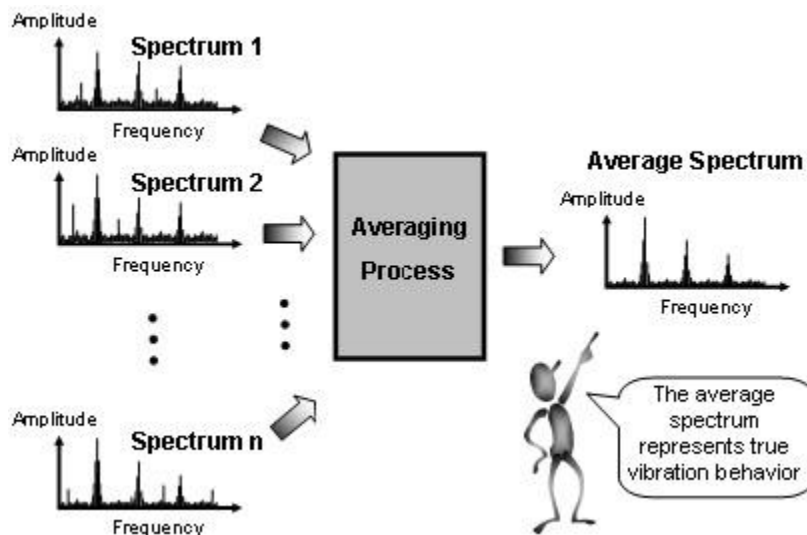 Amplitude
Spectrum 1
Frequency
Amplitude
Spectrum 2
Frequency
Amplitude
Spectrum n
Frequency
Averaging
Process
Average Spectrum
Amplitude
Frequency
The average
spectrum
represents true
vibration behavior